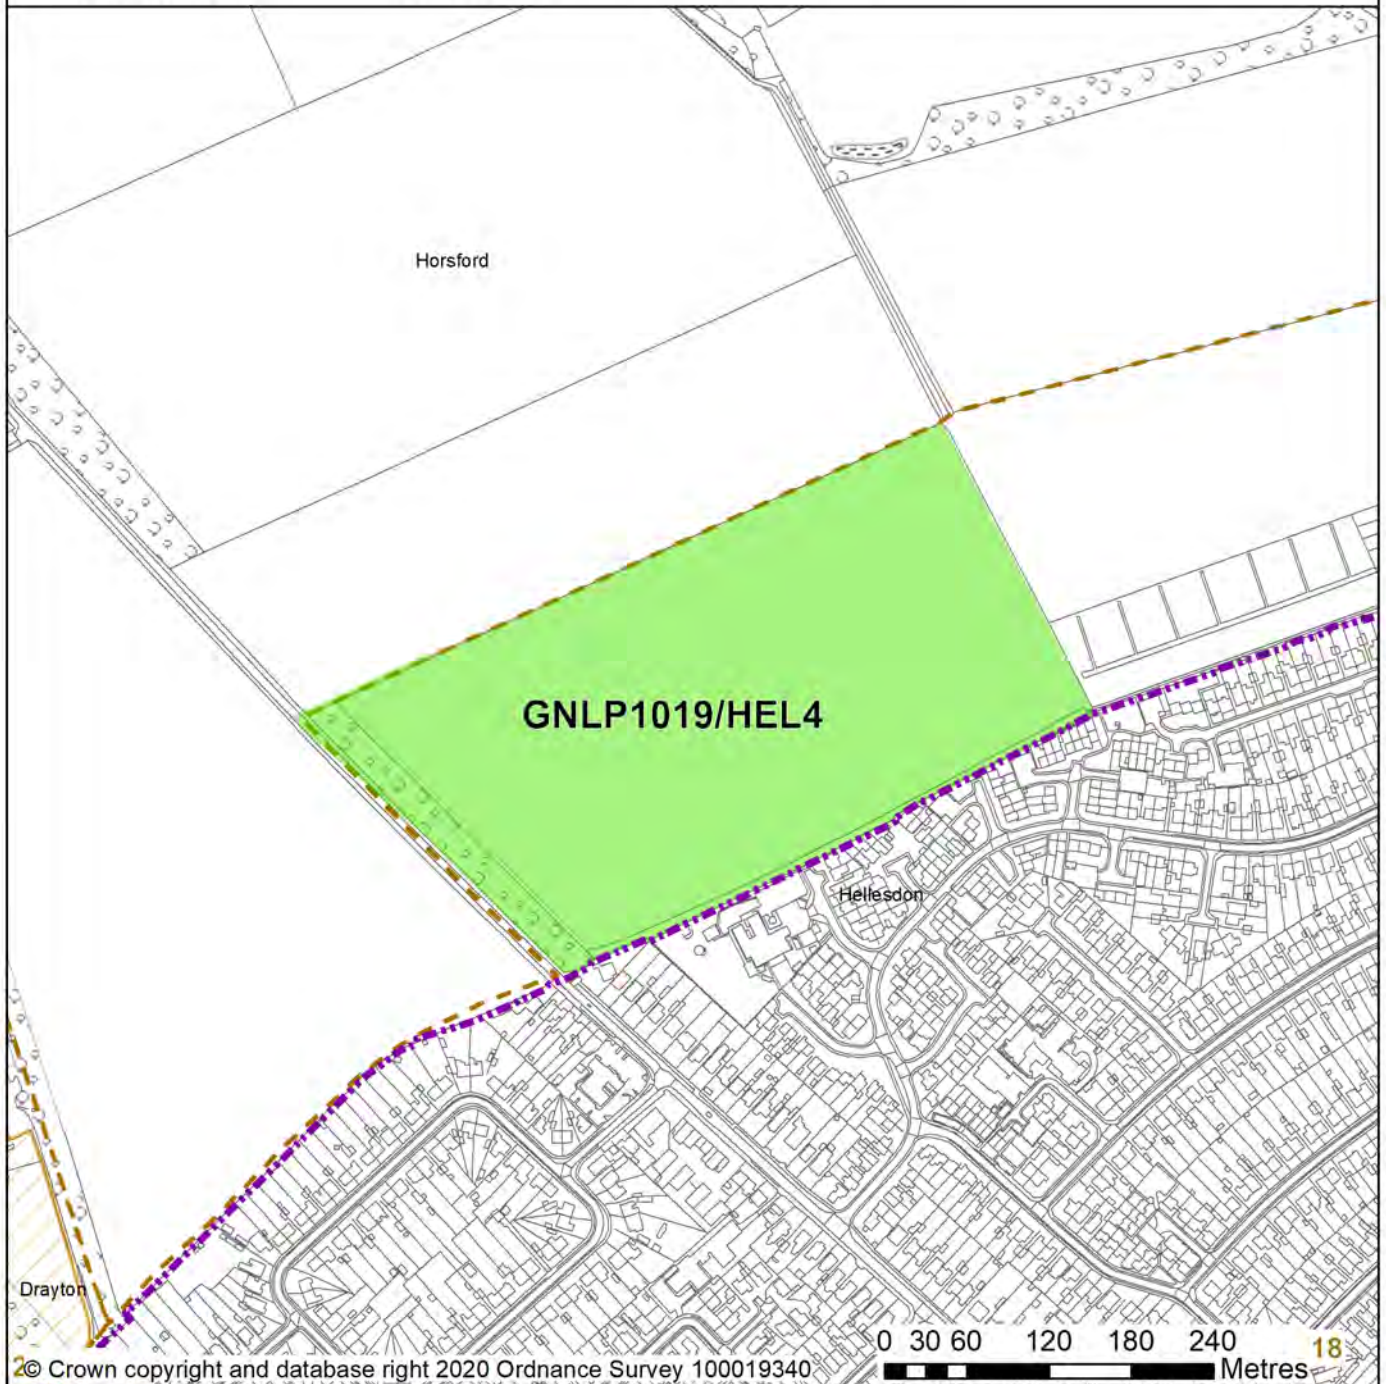 Horsford
GNLP1019/HEL4
Hellesdon
Drayton
0 30 60 120 180 240
Metres
18
2
© Crown copyright and database right 2020 Ordnance Survey 100019340